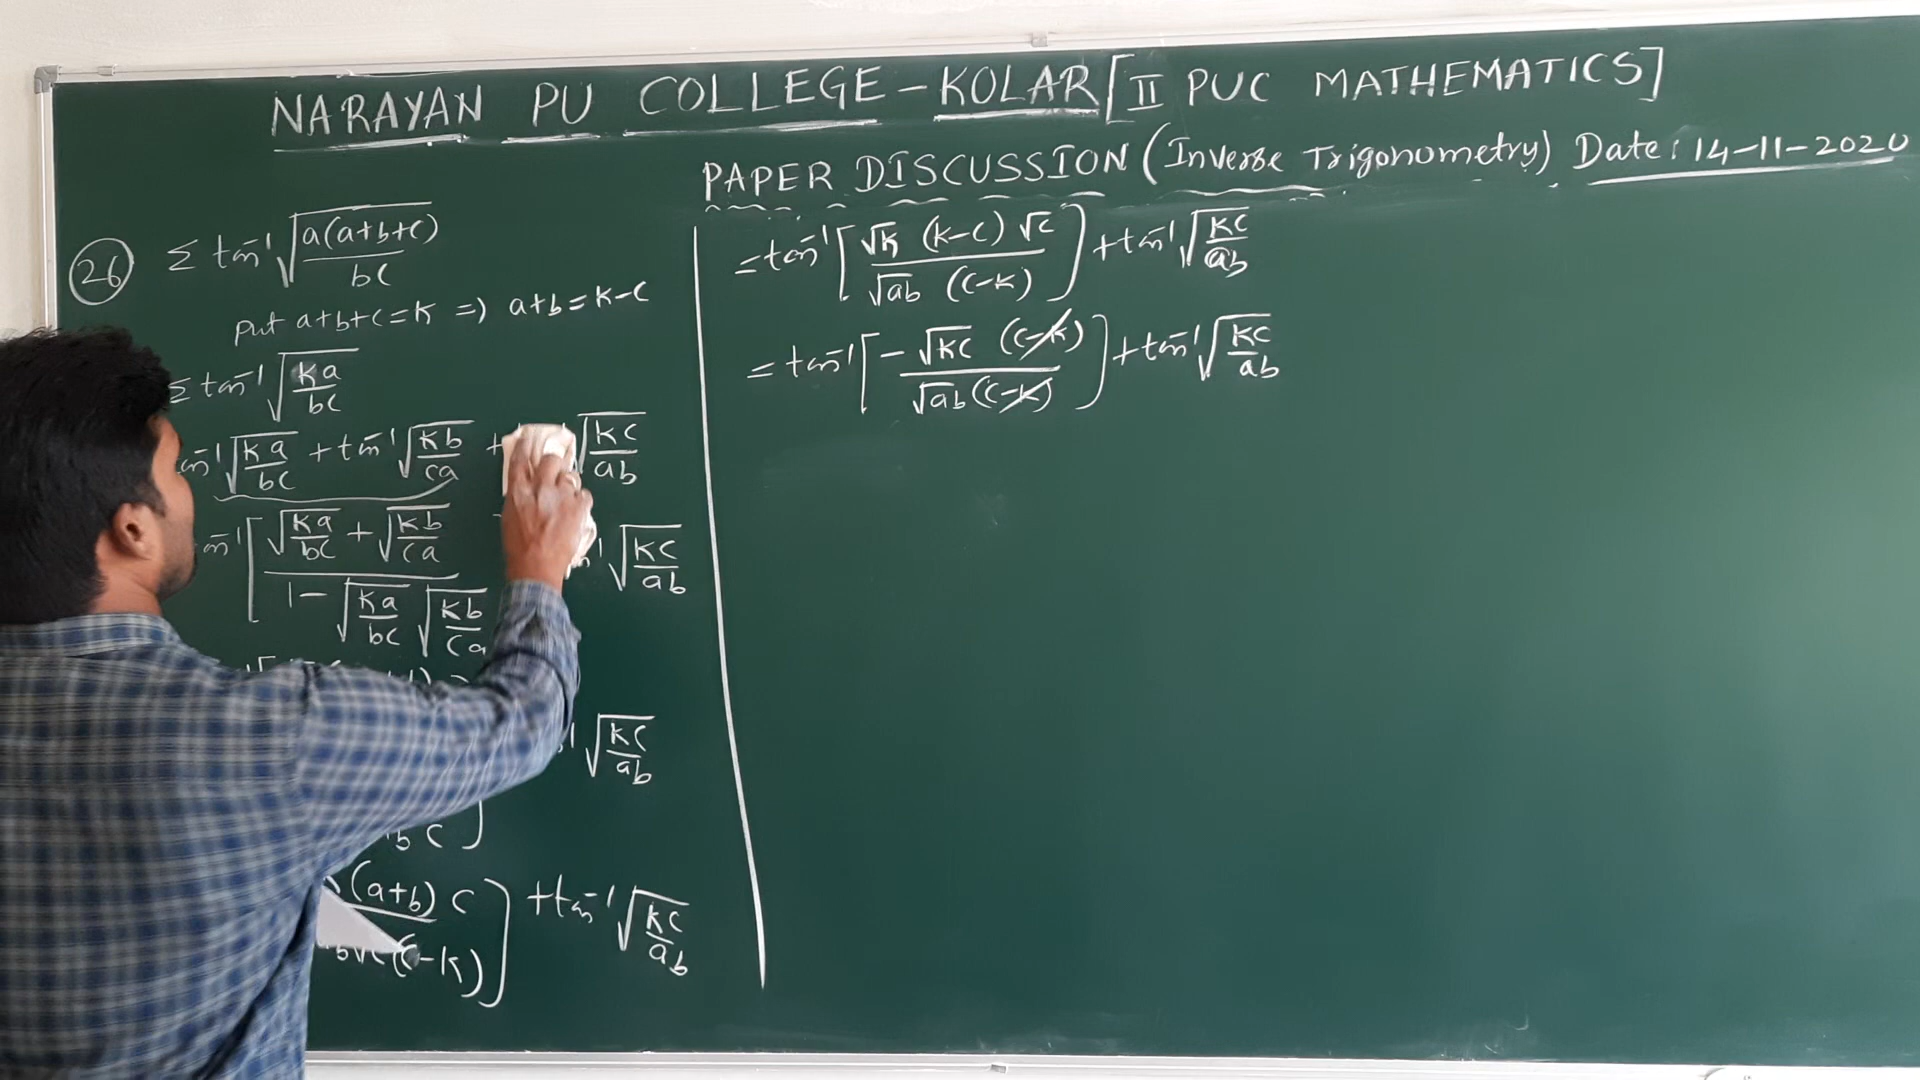 NARAYAN PU COLLEGE – KOLAR [II PUC MATHEMATICS]
PAPER DISCUSSION (Inverse Trigonometry) Date: 14-11-2020
(26) Σ tan⁻¹ √(a(a+b+c)/bc)
Put a+b+c=K ⇒ a+b=K-C
Σ tan⁻¹ √(Ka/bc)
√(Ka/bc) + tan⁻¹ √(Kb/ca) + √(KC/ab)
[(√(Ka/bc) + √(Kb/ca)) / (1 - √(Ka/bc) √(Kb/ca)) √(KC/ab)
√(KC/ab)
(a+b) C
(C-K)] + tan⁻¹ √(KC/ab)
= tan⁻¹ [√K (K-C) √C / √ab (C-K)] + tan⁻¹ √(KC/ab)
= tan⁻¹ [-√KC (C-K) / √ab (C-K)] + tan⁻¹ √(KC/ab)